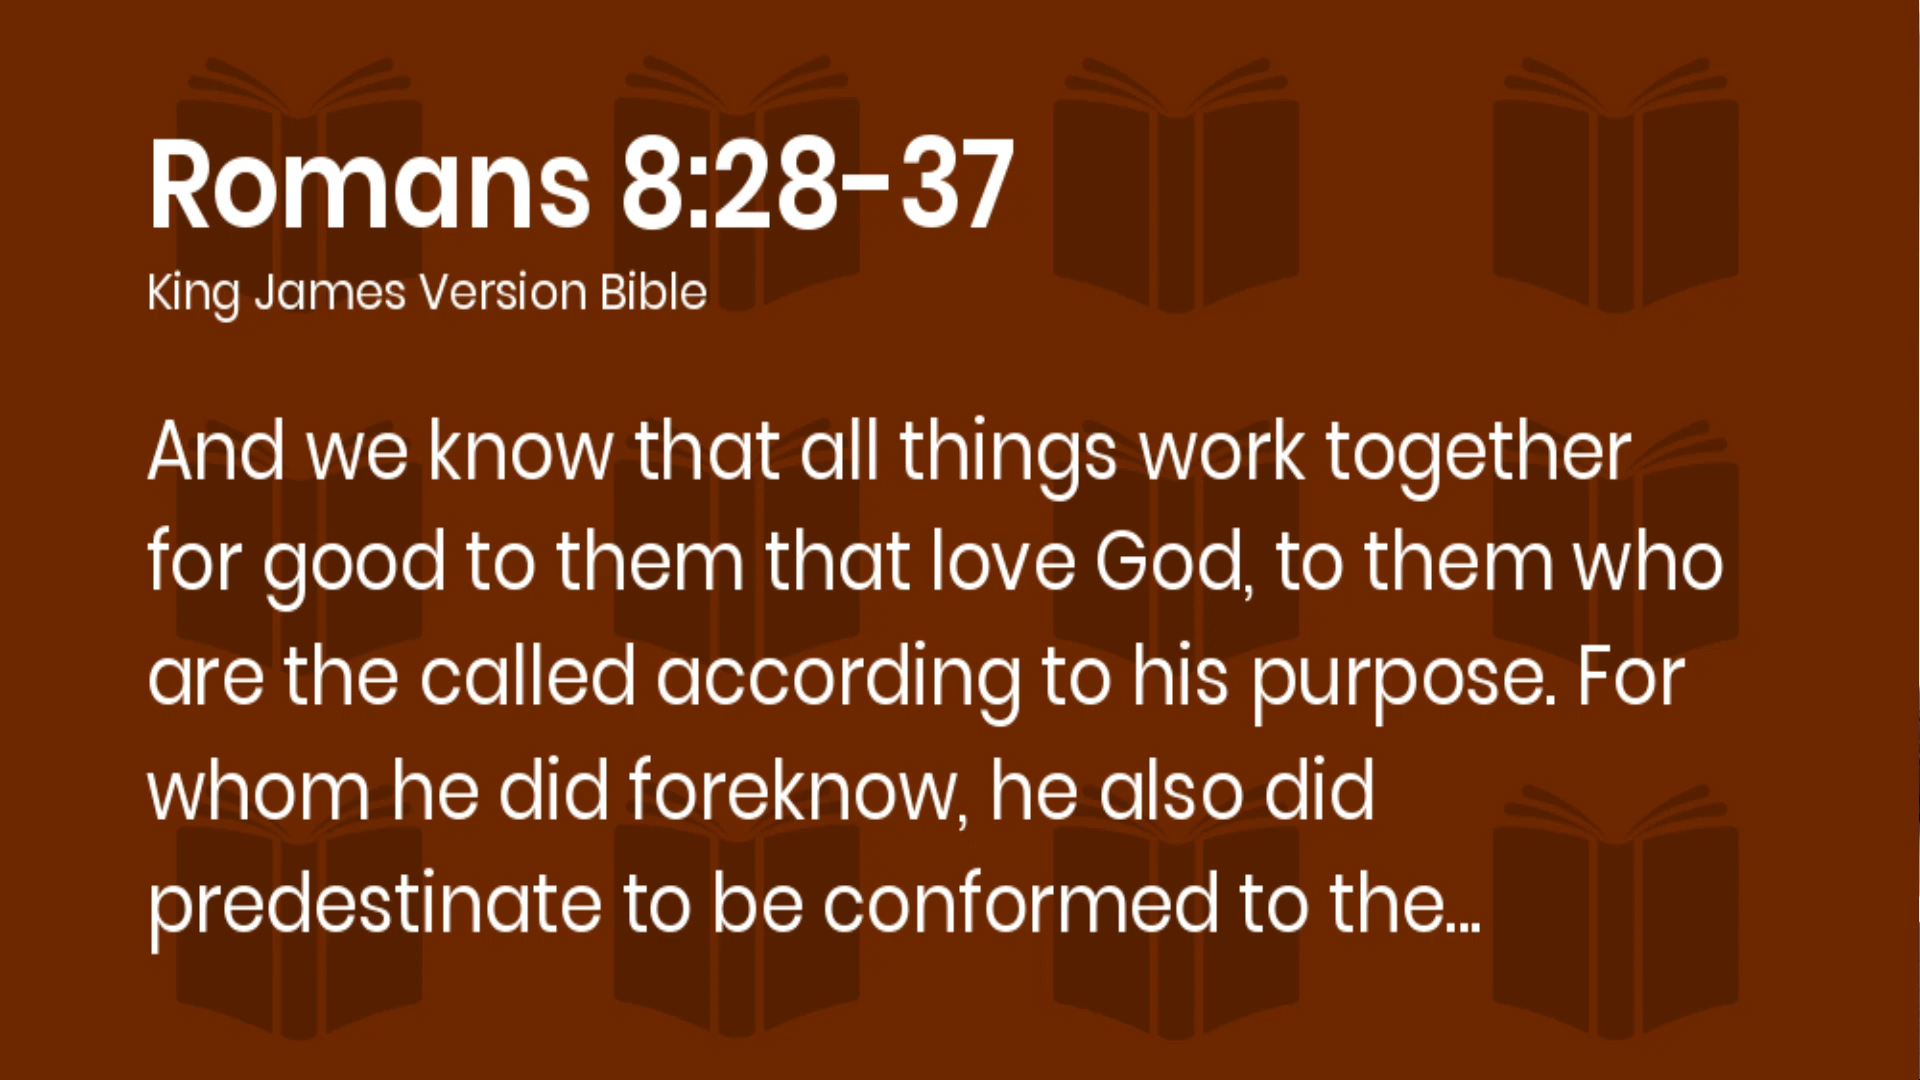 Romans 8:28-37
King James Version Bible
And we know that all things work together
for good to them that love God, to them who
are the called according to his purpose. For
whom he did foreknow, he also did
predestinate to be conformed to the...